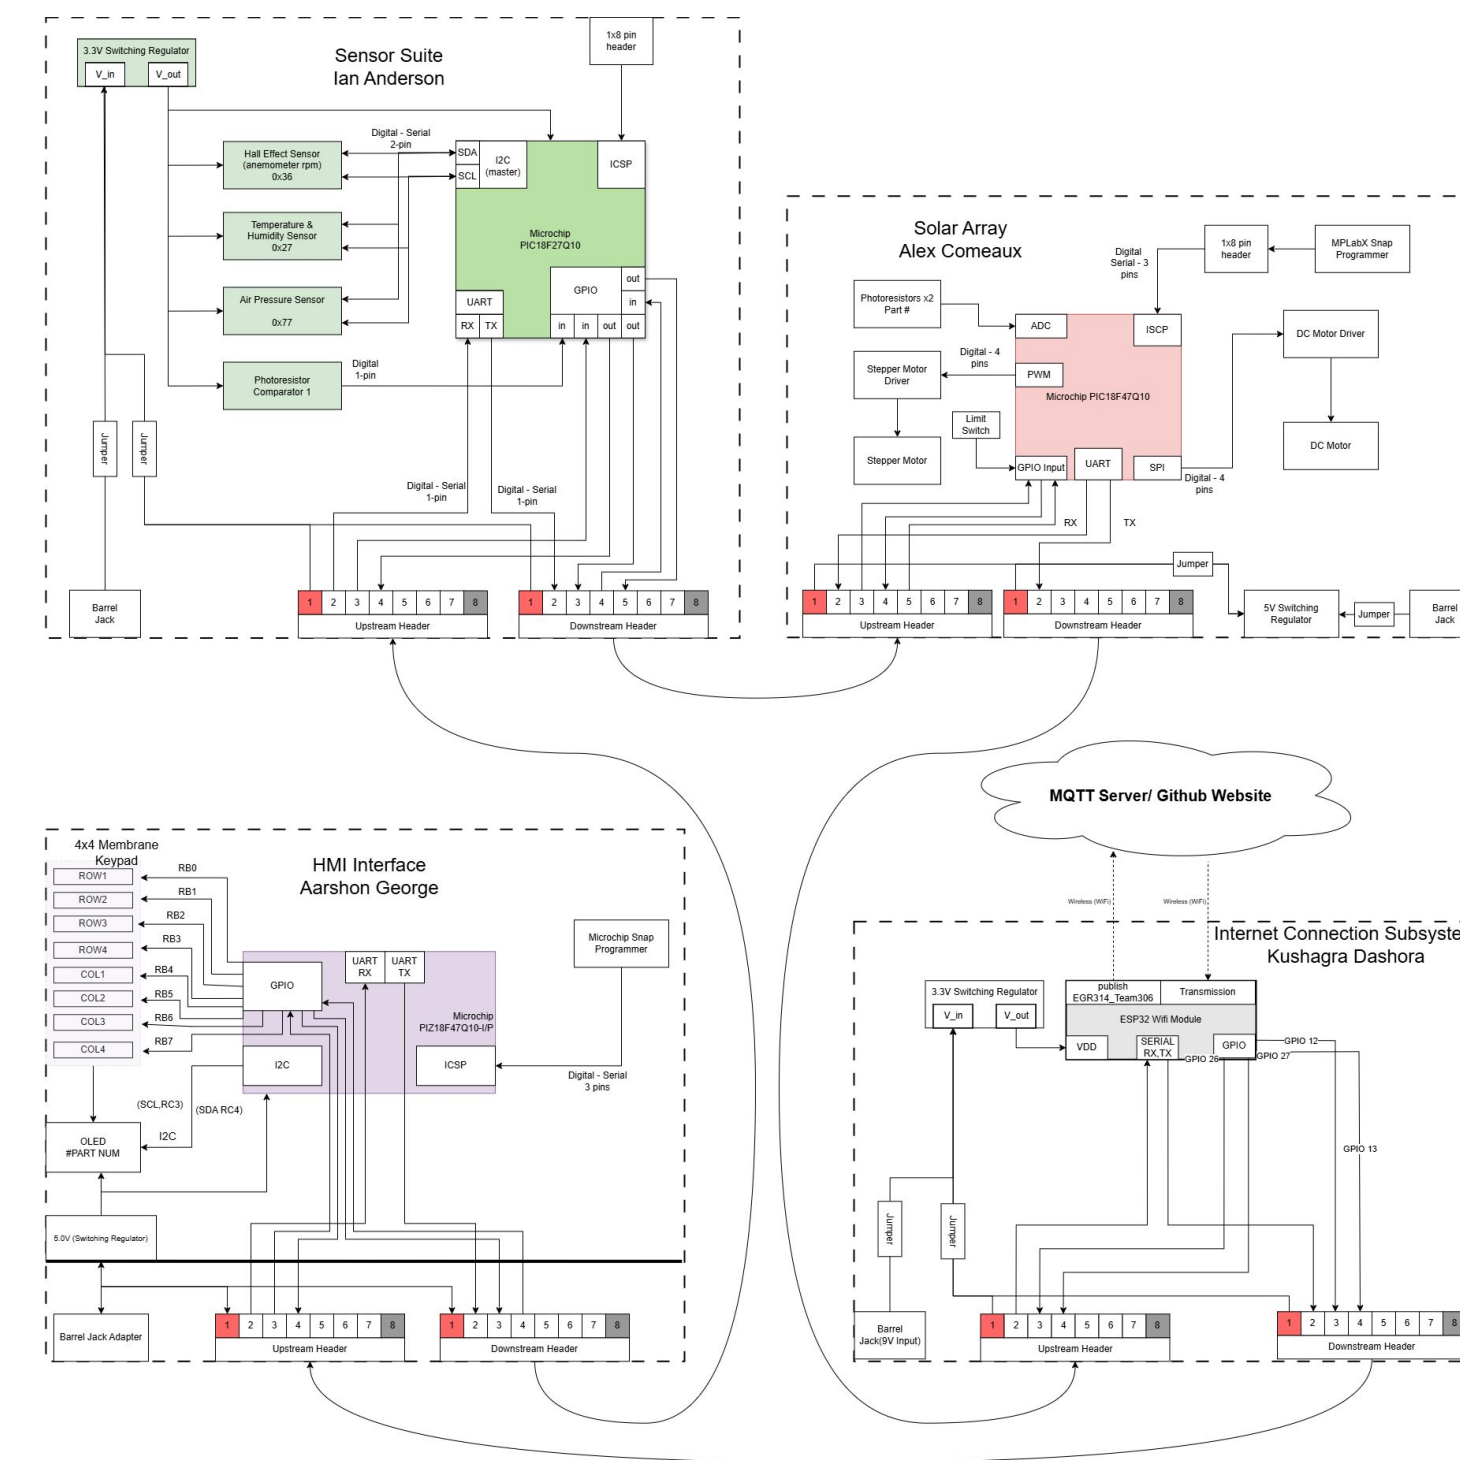 Sensor Suite
Ian Anderson
3.3V Switching Regulator
V_in
V_out
1x8 pin
header
Digital - Serial
2-pin
Hall Effect Sensor
(anemometer rpm)
0x36
SDA
SCL
I2C
(master)
ICSP
Temperature &
Humidity Sensor
0x27
Microchip
PIC18F27Q10
Air Pressure Sensor
0x77
UART
RX
TX
GPIO
out
in
in
in
out
out
Photoresistor
Comparator 1
Digital
1-pin
Jumper
Jumper
Digital - Serial
1-pin
Digital - Serial
1-pin
Barrel
Jack
1
2
3
4
5
6
7
8
Upstream Header
1
2
3
4
5
6
7
8
Downstream Header
Solar Array
Alex Comeaux
Digital
Serial - 3
pins
1x8 pin
header
MPLabX Snap
Programmer
Photoresistors x2
Part #
ADC
ISCP
DC Motor Driver
Stepper Motor
Driver
Digital - 4
pins
PWM
Microchip PIC18F47Q10
Limit
Switch
Stepper Motor
DC Motor
GPIO Input
UART
SPI
Digital - 4
pins
RX
TX
Jumper
1
2
3
4
5
6
7
8
Upstream Header
1
2
3
4
5
6
7
8
Downstream Header
5V Switching
Regulator
Jumper
Barrel
Jack
MQTT Server/ Github Website
Wireless (WiFi)
Wireless (WiFi)
4x4 Membrane
Keypad
HMI Interface
Aarshon George
ROW1
ROW2
ROW3
ROW4
COL1
COL2
COL3
COL4
RB0
RB1
RB2
RB3
RB4
RB5
RB6
RB7
GPIO
UART
RX
UART
TX
Microchip Snap
Programmer
Microchip
PIZ18F47Q10-I/P
I2C
ICSP
Digital - Serial
3 pins
(SCL,RC3)
(SDA RC4)
I2C
OLED
#PART NUM
5.0V (Switching Regulator)
Barrel Jack Adapter
1
2
3
4
5
6
7
8
Upstream Header
1
2
3
4
5
6
7
8
Downstream Header
Internet Connection Subsyste
Kushagra Dashora
3.3V Switching Regulator
V_in
V_out
publish
EGR314_Team306
Transmission
ESP32 Wifi Module
VDD
SERIAL
RX,TX
GPIO
GPIO 26
GPIO 27
GPIO 12
GPIO 13
Jumper
Jumper
Barrel
Jack(9V Input)
1
2
3
4
5
6
7
8
Upstream Header
1
2
3
4
5
6
7
8
Downstream Header